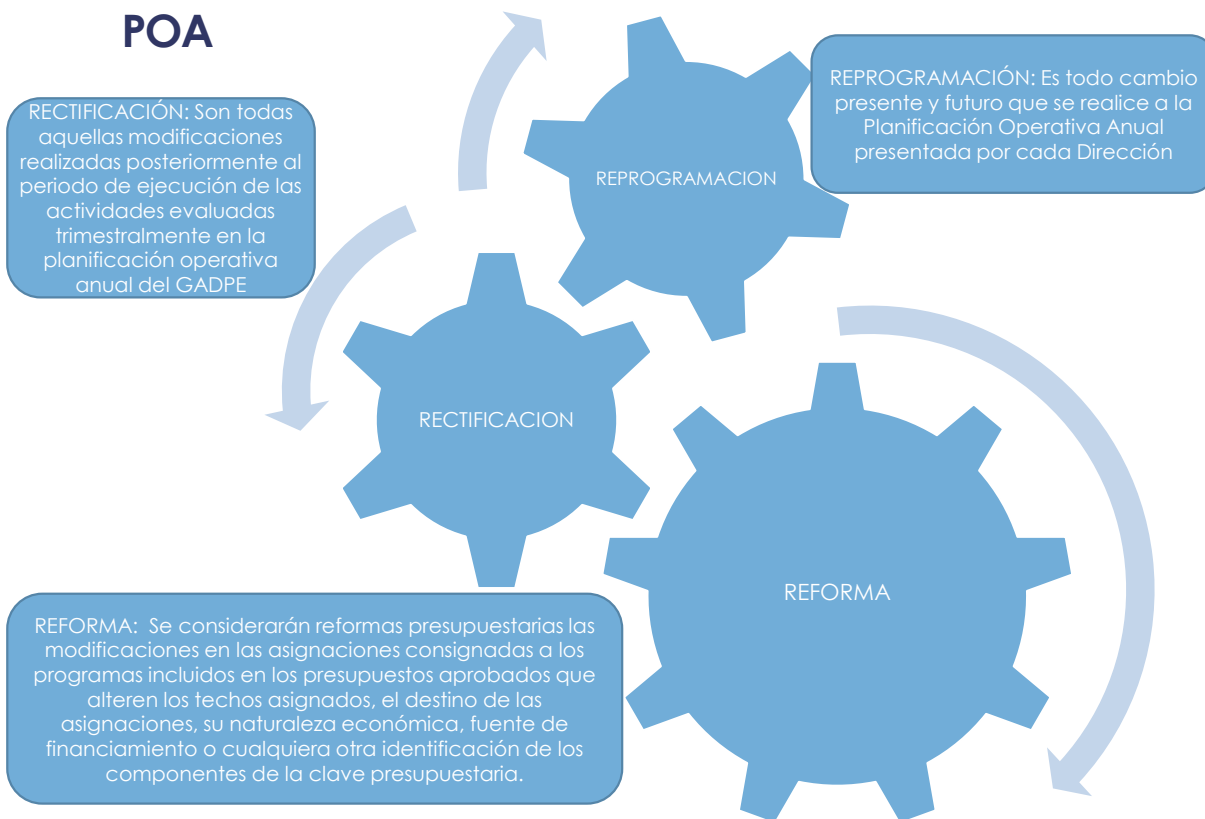 POA
RECTIFICACIÓN: Son todas
aquellas modificaciones
realizadas posteriormente al
periodo de ejecución de las
actividades evaluadas
trimestralmente en la
planificación operativa
anual del GADPE
REPROGRAMACIÓN: Es todo cambio
presente y futuro que se realice a la
Planificación Operativa Anual
presentada por cada Dirección
REPROGRAMACION
RECTIFICACION
REFORMA
REFORMA: Se considerarán reformas presupuestarias las
modificaciones en las asignaciones consignadas a los
programas incluidos en los presupuestos aprobados que
alteren los techos asignados, el destino de las
asignaciones, su naturaleza económica, fuente de
financiamiento o cualquiera otra identificación de los
componentes de la clave presupuestaria.